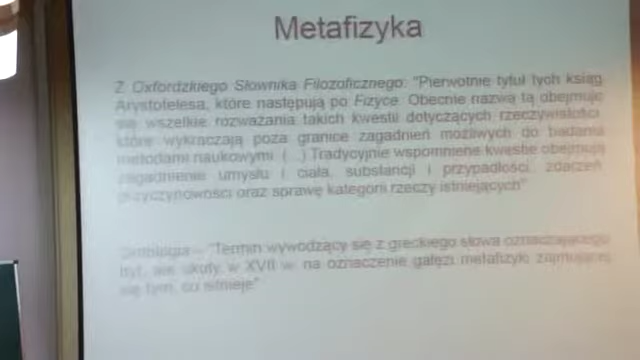 Metafizyka
Z Oxfordzkiego Słownika Filozoficznego: "Pierwotnie tytuł tych ksiąg
Arystotelesa, które następują po Fizyce. Obecnie nazwą tą obejmuje
się wszelkie rozważania takich kwestii dotyczących rzeczywistości,
które wykraczają poza granice zagadnień możliwych do badania
metodami naukowymi. (...) Tradycyjnie wspomniane kwestie obejmują
zagadnienie umysłu i ciała, substancji i przypadłości, zdarzeń,
przyczynowości oraz sprawę kategorii rzeczy istniejących"
Ontologia – "Termin wywodzący się z greckiego słowa oznaczającego
byt, ale ukuty w XVII w. na oznaczenie gałęzi metafizyki zajmującej
się tym, co istnieje"